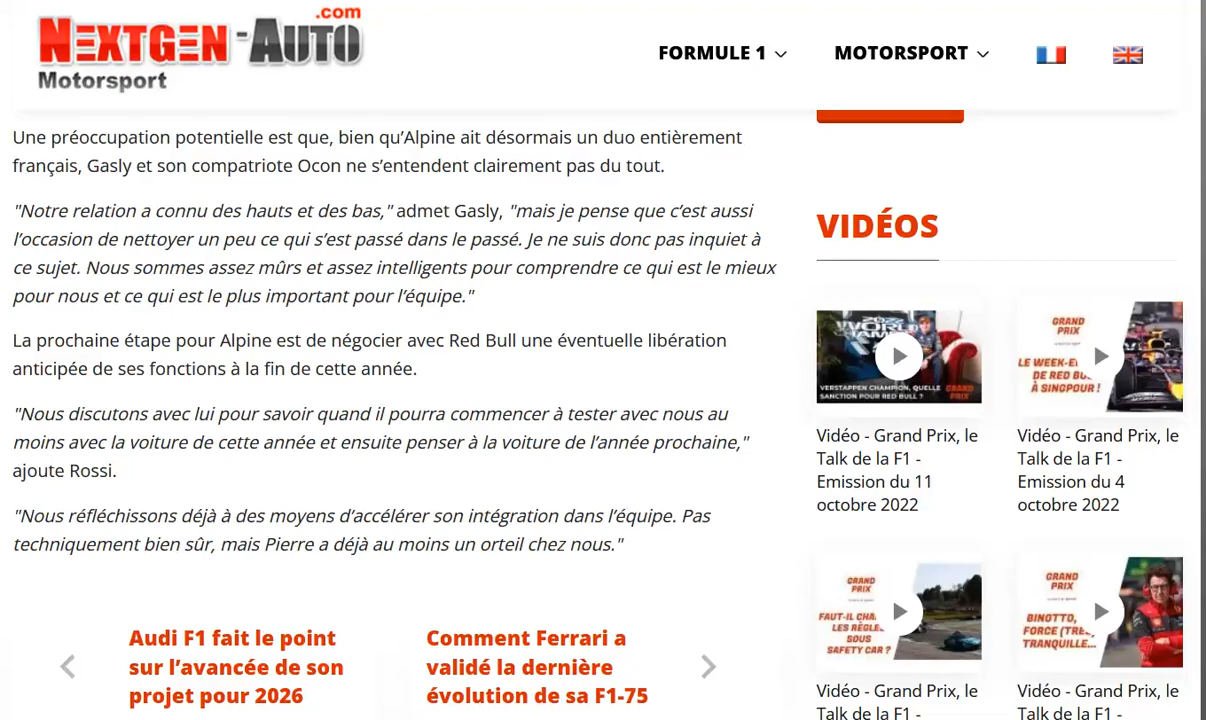 NEXTGEN-AUTO
.com
Motorsport
FORMULE 1
MOTORSPORT
Une préoccupation potentielle est que, bien qu’Alpine ait désormais un duo entièrement
français, Gasly et son compatriote Ocon ne s’entendent clairement pas du tout.
"Notre relation a connu des hauts et des bas," admet Gasly, "mais je pense que c’est aussi
l’occasion de nettoyer un peu ce qui s’est passé dans le passé. Je ne suis donc pas inquiet à
ce sujet. Nous sommes assez mûrs et assez intelligents pour comprendre ce qui est le mieux
pour nous et ce qui est le plus important pour l’équipe."
La prochaine étape pour Alpine est de négocier avec Red Bull une éventuelle libération
anticipée de ses fonctions à la fin de cette année.
"Nous discutons avec lui pour savoir quand il pourra commencer à tester avec nous au
moins avec la voiture de cette année et ensuite penser à la voiture de l’année prochaine,"
ajoute Rossi.
"Nous réfléchissons déjà à des moyens d’accélérer son intégration dans l’équipe. Pas
techniquement bien sûr, mais Pierre a déjà au moins un orteil chez nous."
Audi F1 fait le point
sur l’avancée de son
projet pour 2026
Comment Ferrari a
validé la dernière
évolution de sa F1-75
VIDÉOS
VERSTAPPEN CHAMPION, QUELLE
SANCTION POUR RED BULL ?
GRAND
PRIX
Vidéo - Grand Prix, le
Talk de la F1 -
Emission du 11
octobre 2022
GRAND
PRIX
LE WEEK-E
DE RED BU
À SINGPOUR !
Vidéo - Grand Prix, le
Talk de la F1 -
Emission du 4
octobre 2022
GRAND
PRIX
FAUT-IL CHA
LES RÈGLE
SOUS
SAFETY CAR ?
Vidéo - Grand Prix, le
Talk de la F1 -
GRAND
PRIX
BINOTTO,
FORCE (TRÈ
TRANQUILLE...
Vidéo - Grand Prix, le
Talk de la F1 -